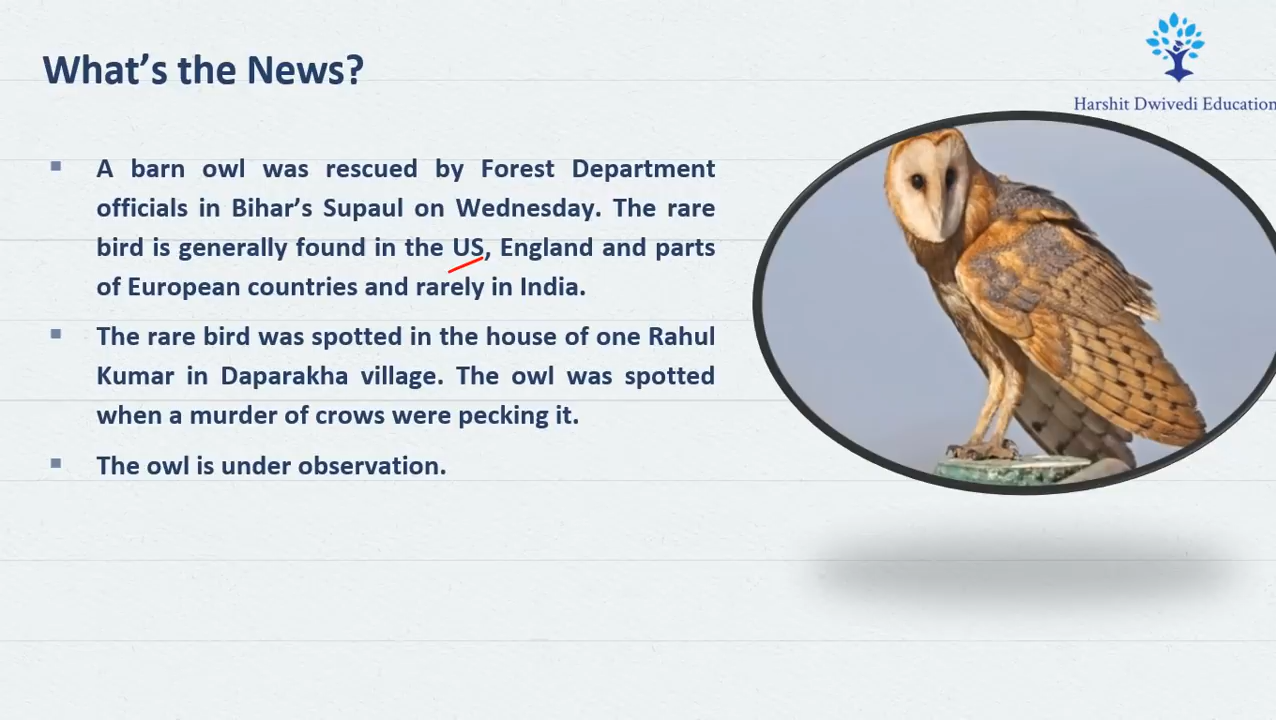 What's the News?
Harshit Dwivedi Education
A barn owl was rescued by Forest Department
officials in Bihar's Supaul on Wednesday. The rare
bird is generally found in the US, England and parts
of European countries and rarely in India.
The rare bird was spotted in the house of one Rahul
Kumar in Daparakha village. The owl was spotted
when a murder of crows were pecking it.
The owl is under observation.